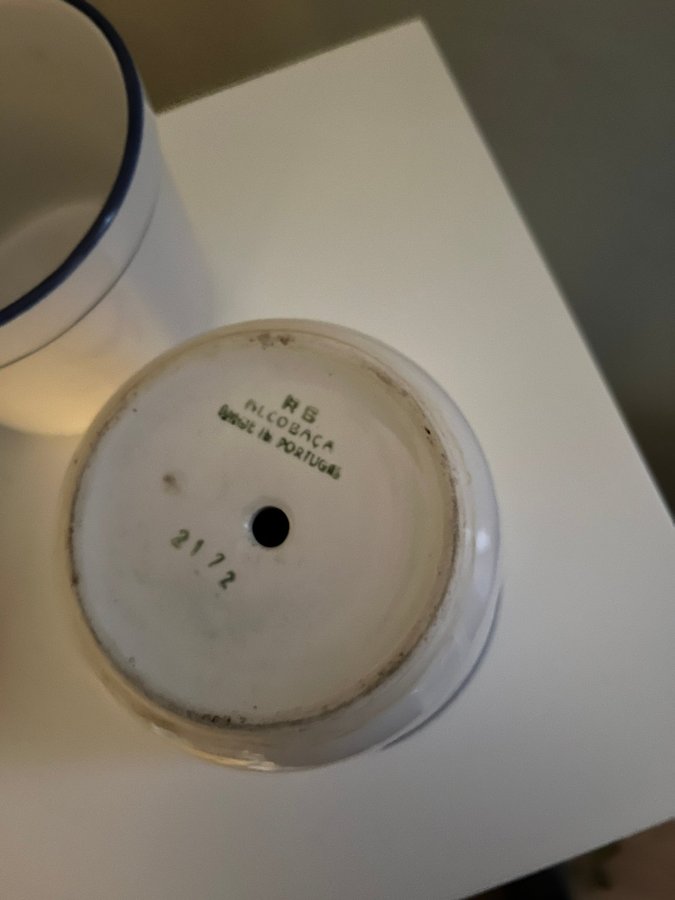 RB
ALCOBAÇA
MADE IN PORTUGAL
2172